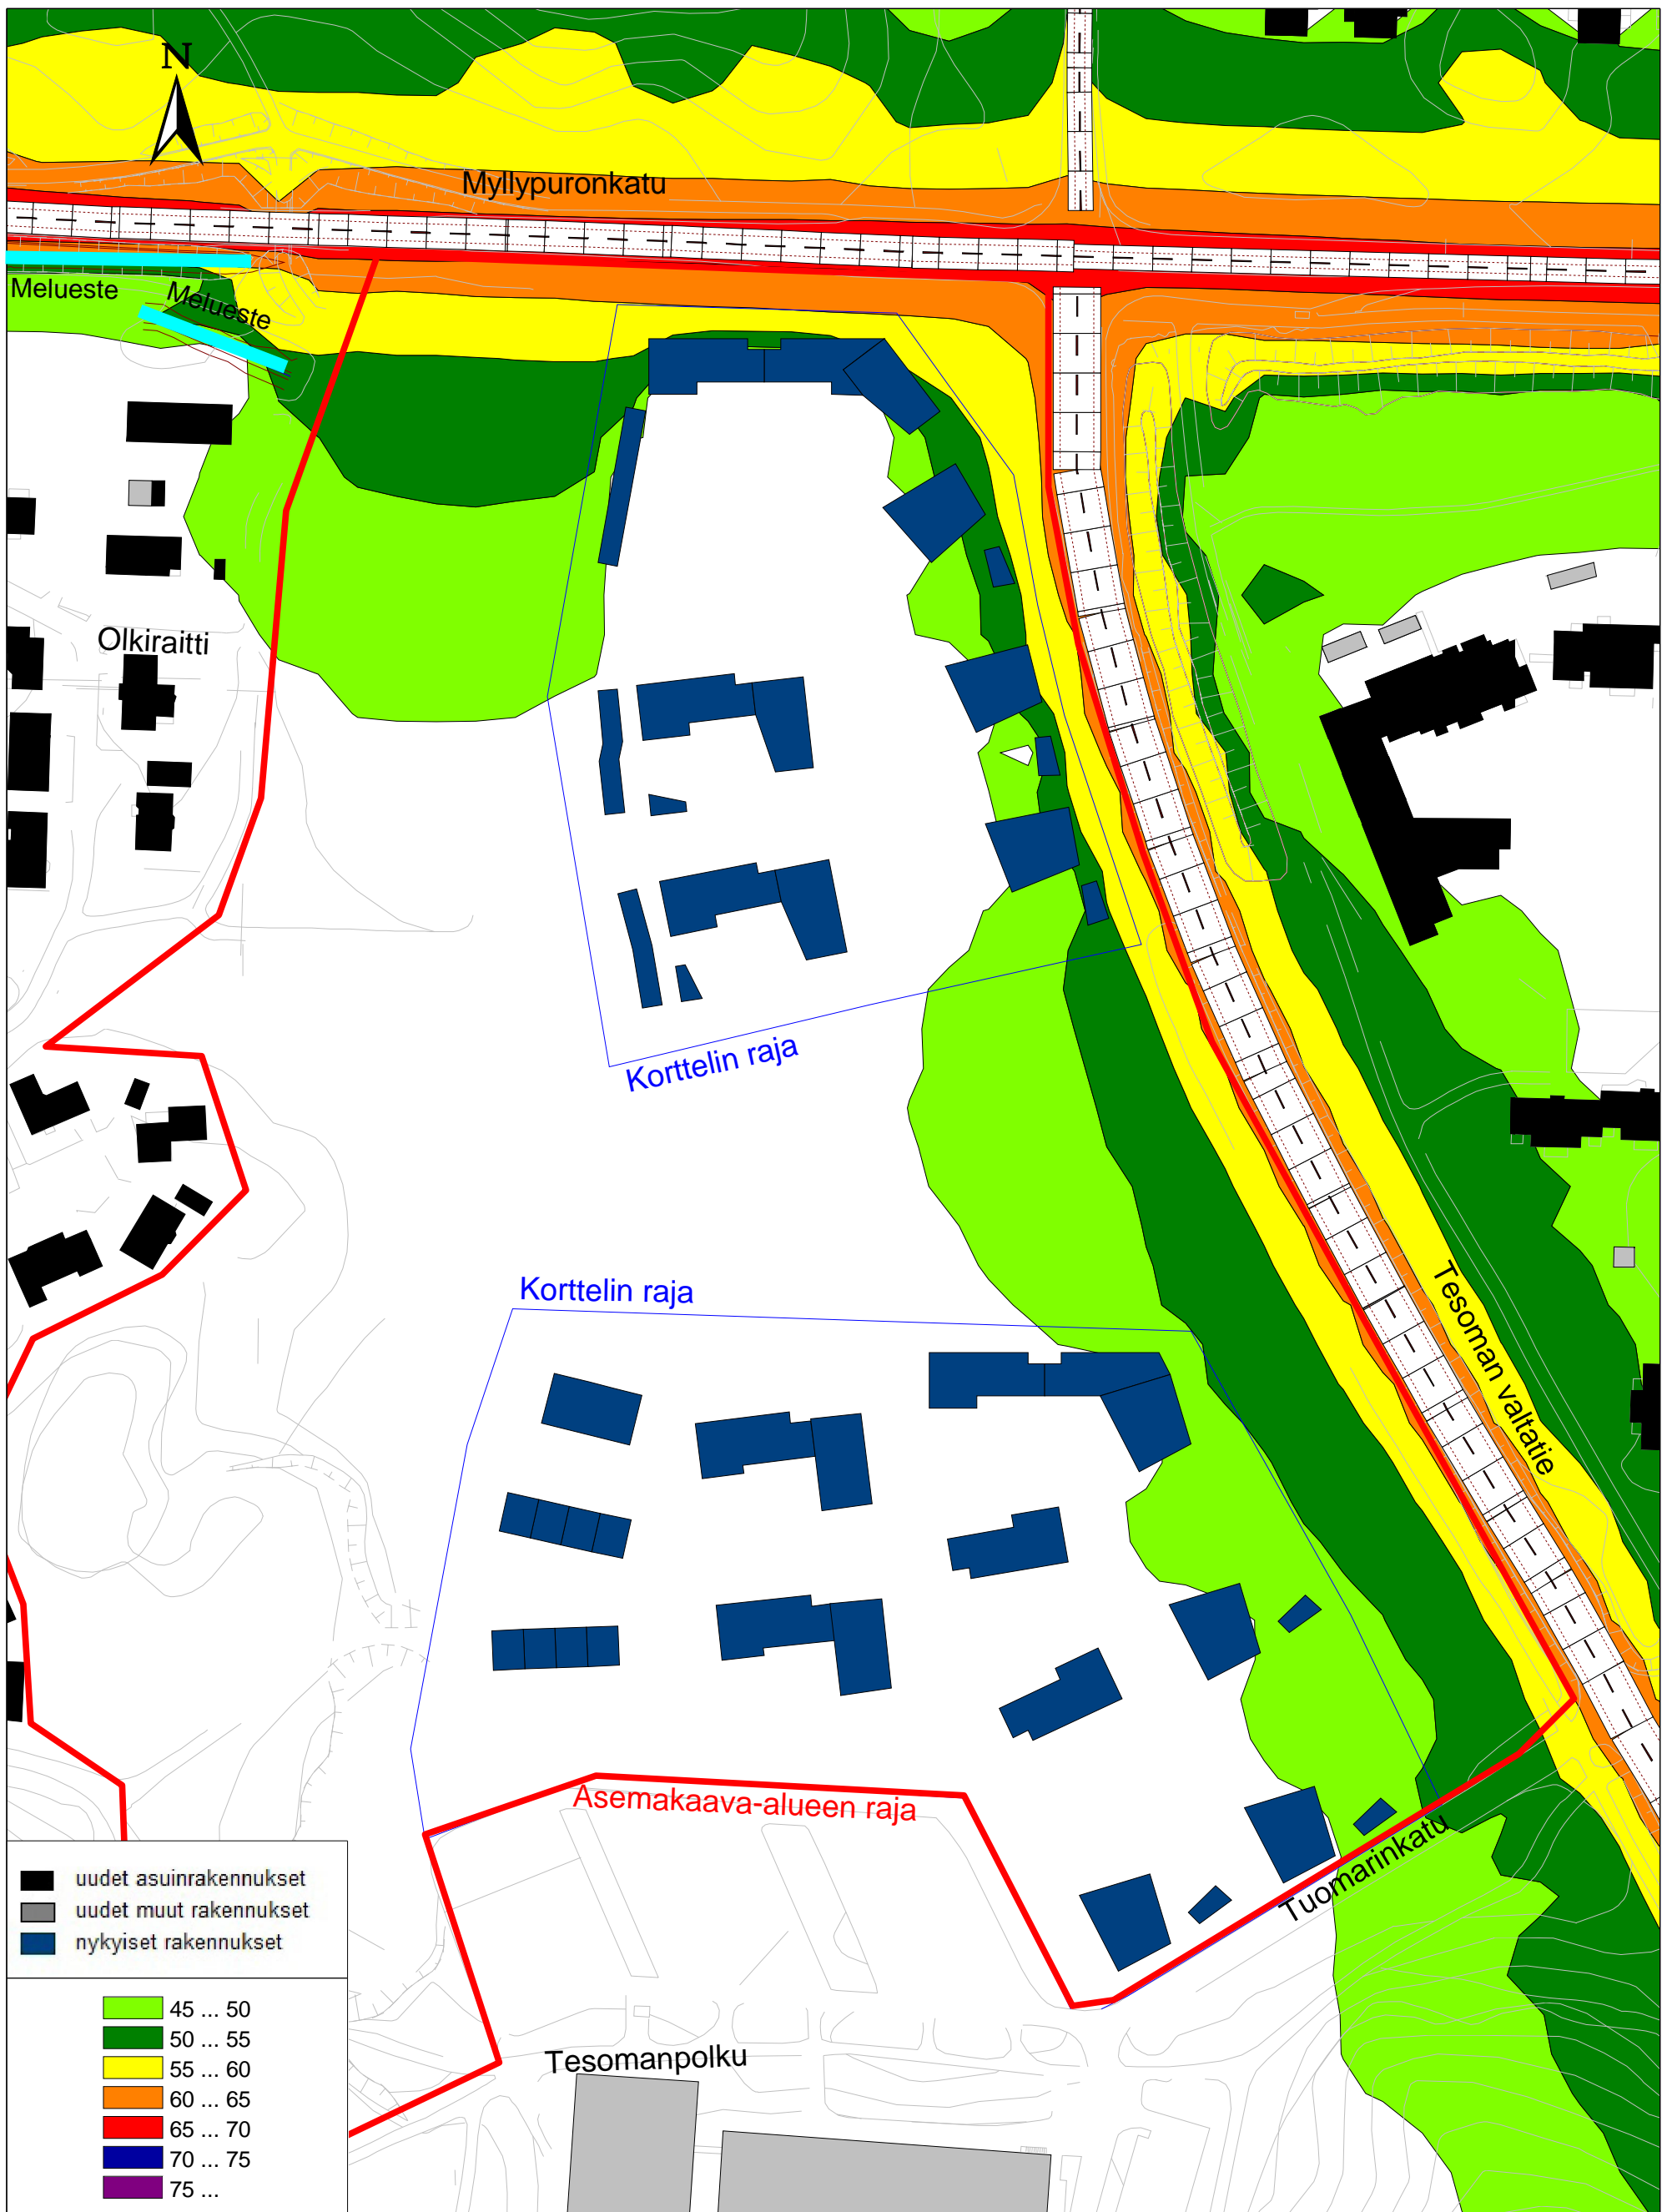 N
Myllypuronkatu
Melueste
Melueste
Olkiraitti
Korttelin raja
Korttelin raja
Tesoman valtatie
Asemakaava-alueen raja
Tuomarinkatu
uudet asuinrakennukset
uudet muut rakennukset
nykyiset rakennukset
45 ... 50
50 ... 55
55 ... 60
60 ... 65
65 ... 70
70 ... 75
75 ...
Tesomanpolku